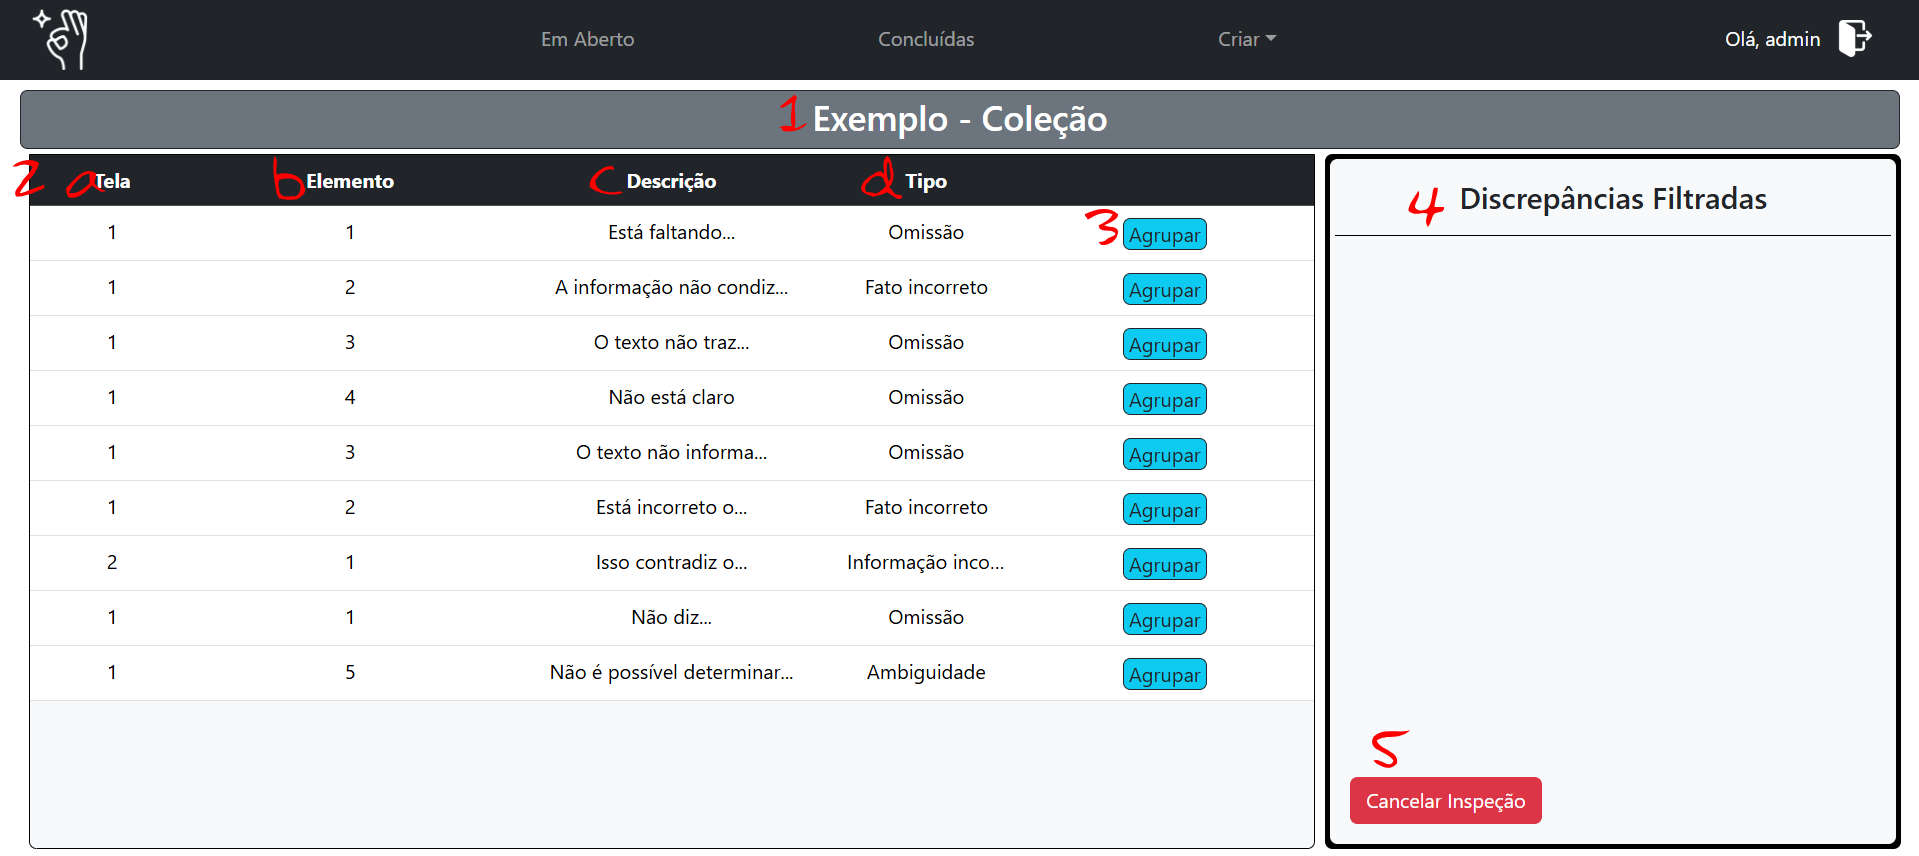 Em Aberto Concluídas Criar Olá, admin
1 Exemplo - Coleção
2 a Tela b Elemento c Descrição d Tipo
1 1 Está faltando... Omissão 3 Agrupar
1 2 A informação não condiz... Fato incorreto Agrupar
1 3 O texto não traz... Omissão Agrupar
1 4 Não está claro Omissão Agrupar
1 3 O texto não informa... Omissão Agrupar
1 2 Está incorreto o... Fato incorreto Agrupar
2 1 Isso contradiz o... Informação inco... Agrupar
1 1 Não diz... Omissão Agrupar
1 5 Não é possível determinar... Ambiguidade Agrupar
4 Discrepâncias Filtradas
5
Cancelar Inspeção